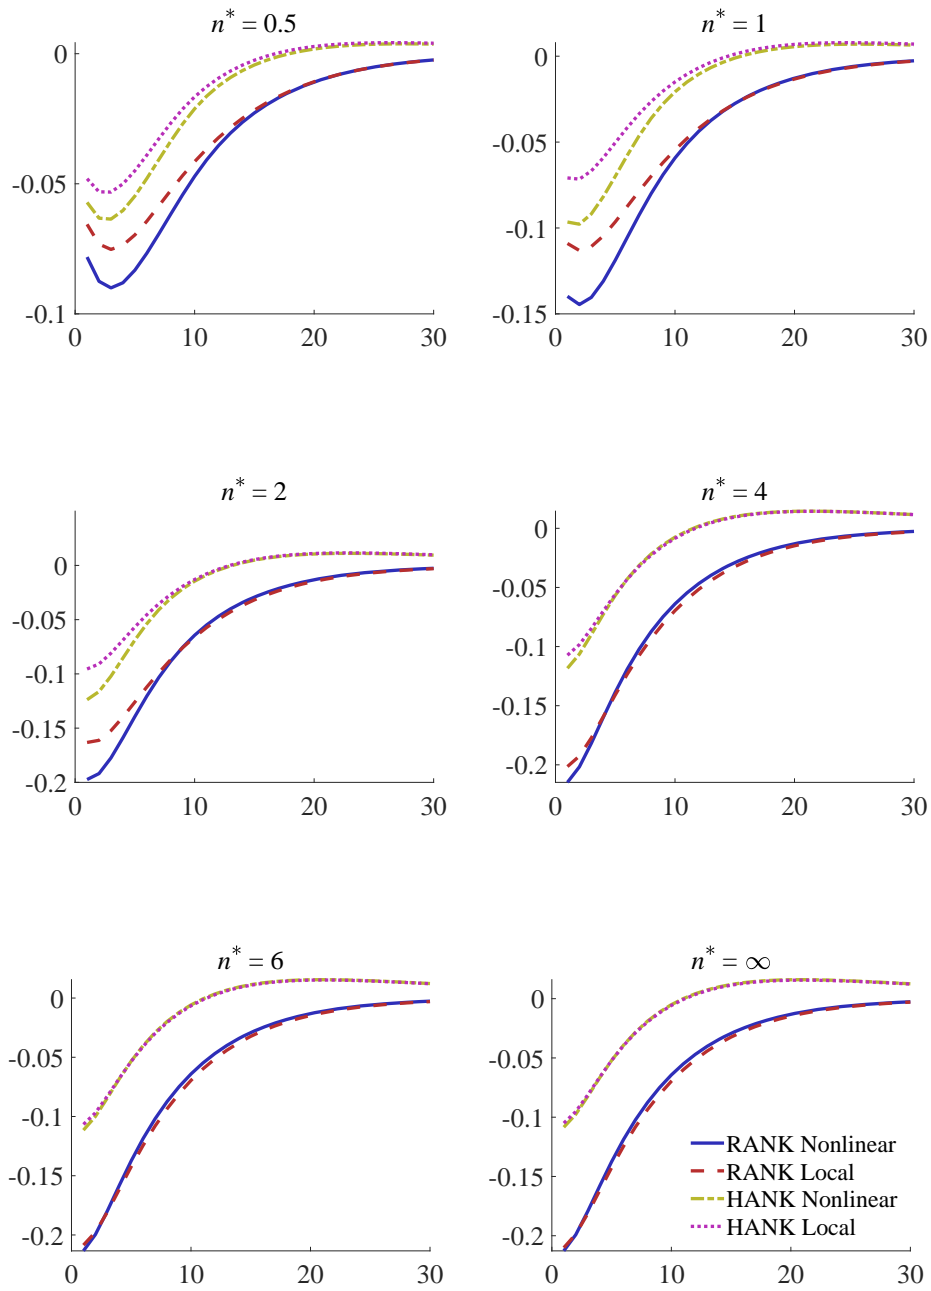 n* = 0.5
0
-0.05
-0.1
0 10 20 30
n* = 1
0
-0.05
-0.1
-0.15
0 10 20 30
n* = 2
0
-0.05
-0.1
-0.15
-0.2
0 10 20 30
n* = 4
0
-0.05
-0.1
-0.15
-0.2
0 10 20 30
n* = 6
0
-0.05
-0.1
-0.15
-0.2
0 10 20 30
n* = ∞
0
-0.05
-0.1
-0.15
-0.2
0 10 20 30
RANK Nonlinear
RANK Local
HANK Nonlinear
HANK Local